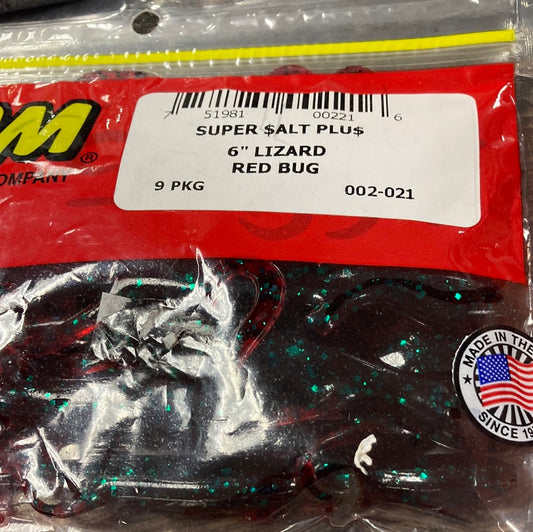 OM®
OMPANY
7 51981 00221 6
SUPER $ALT PLU$
6" LIZARD
RED BUG
9 PKG 002-021
MADE IN THE
SINCE 19